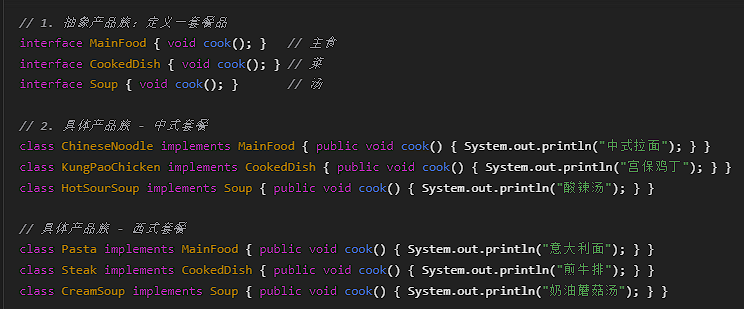 // 1. 抽象产品族：定义一套餐品
interface MainFood { void cook(); }   // 主食
interface CookedDish { void cook(); } // 菜
interface Soup { void cook(); }       // 汤
// 2. 具体产品族 - 中式套餐
class ChineseNoodle implements MainFood { public void cook() { System.out.println("中式拉面"); } }
class KungPaoChicken implements CookedDish { public void cook() { System.out.println("宫保鸡丁"); } }
class HotSourSoup implements Soup { public void cook() { System.out.println("酸辣汤"); } }
// 具体产品族 - 西式套餐
class Pasta implements MainFood { public void cook() { System.out.println("意大利面"); } }
class Steak implements CookedDish { public void cook() { System.out.println("煎牛排"); } }
class CreamSoup implements Soup { public void cook() { System.out.println("奶油蘑菇汤"); } }